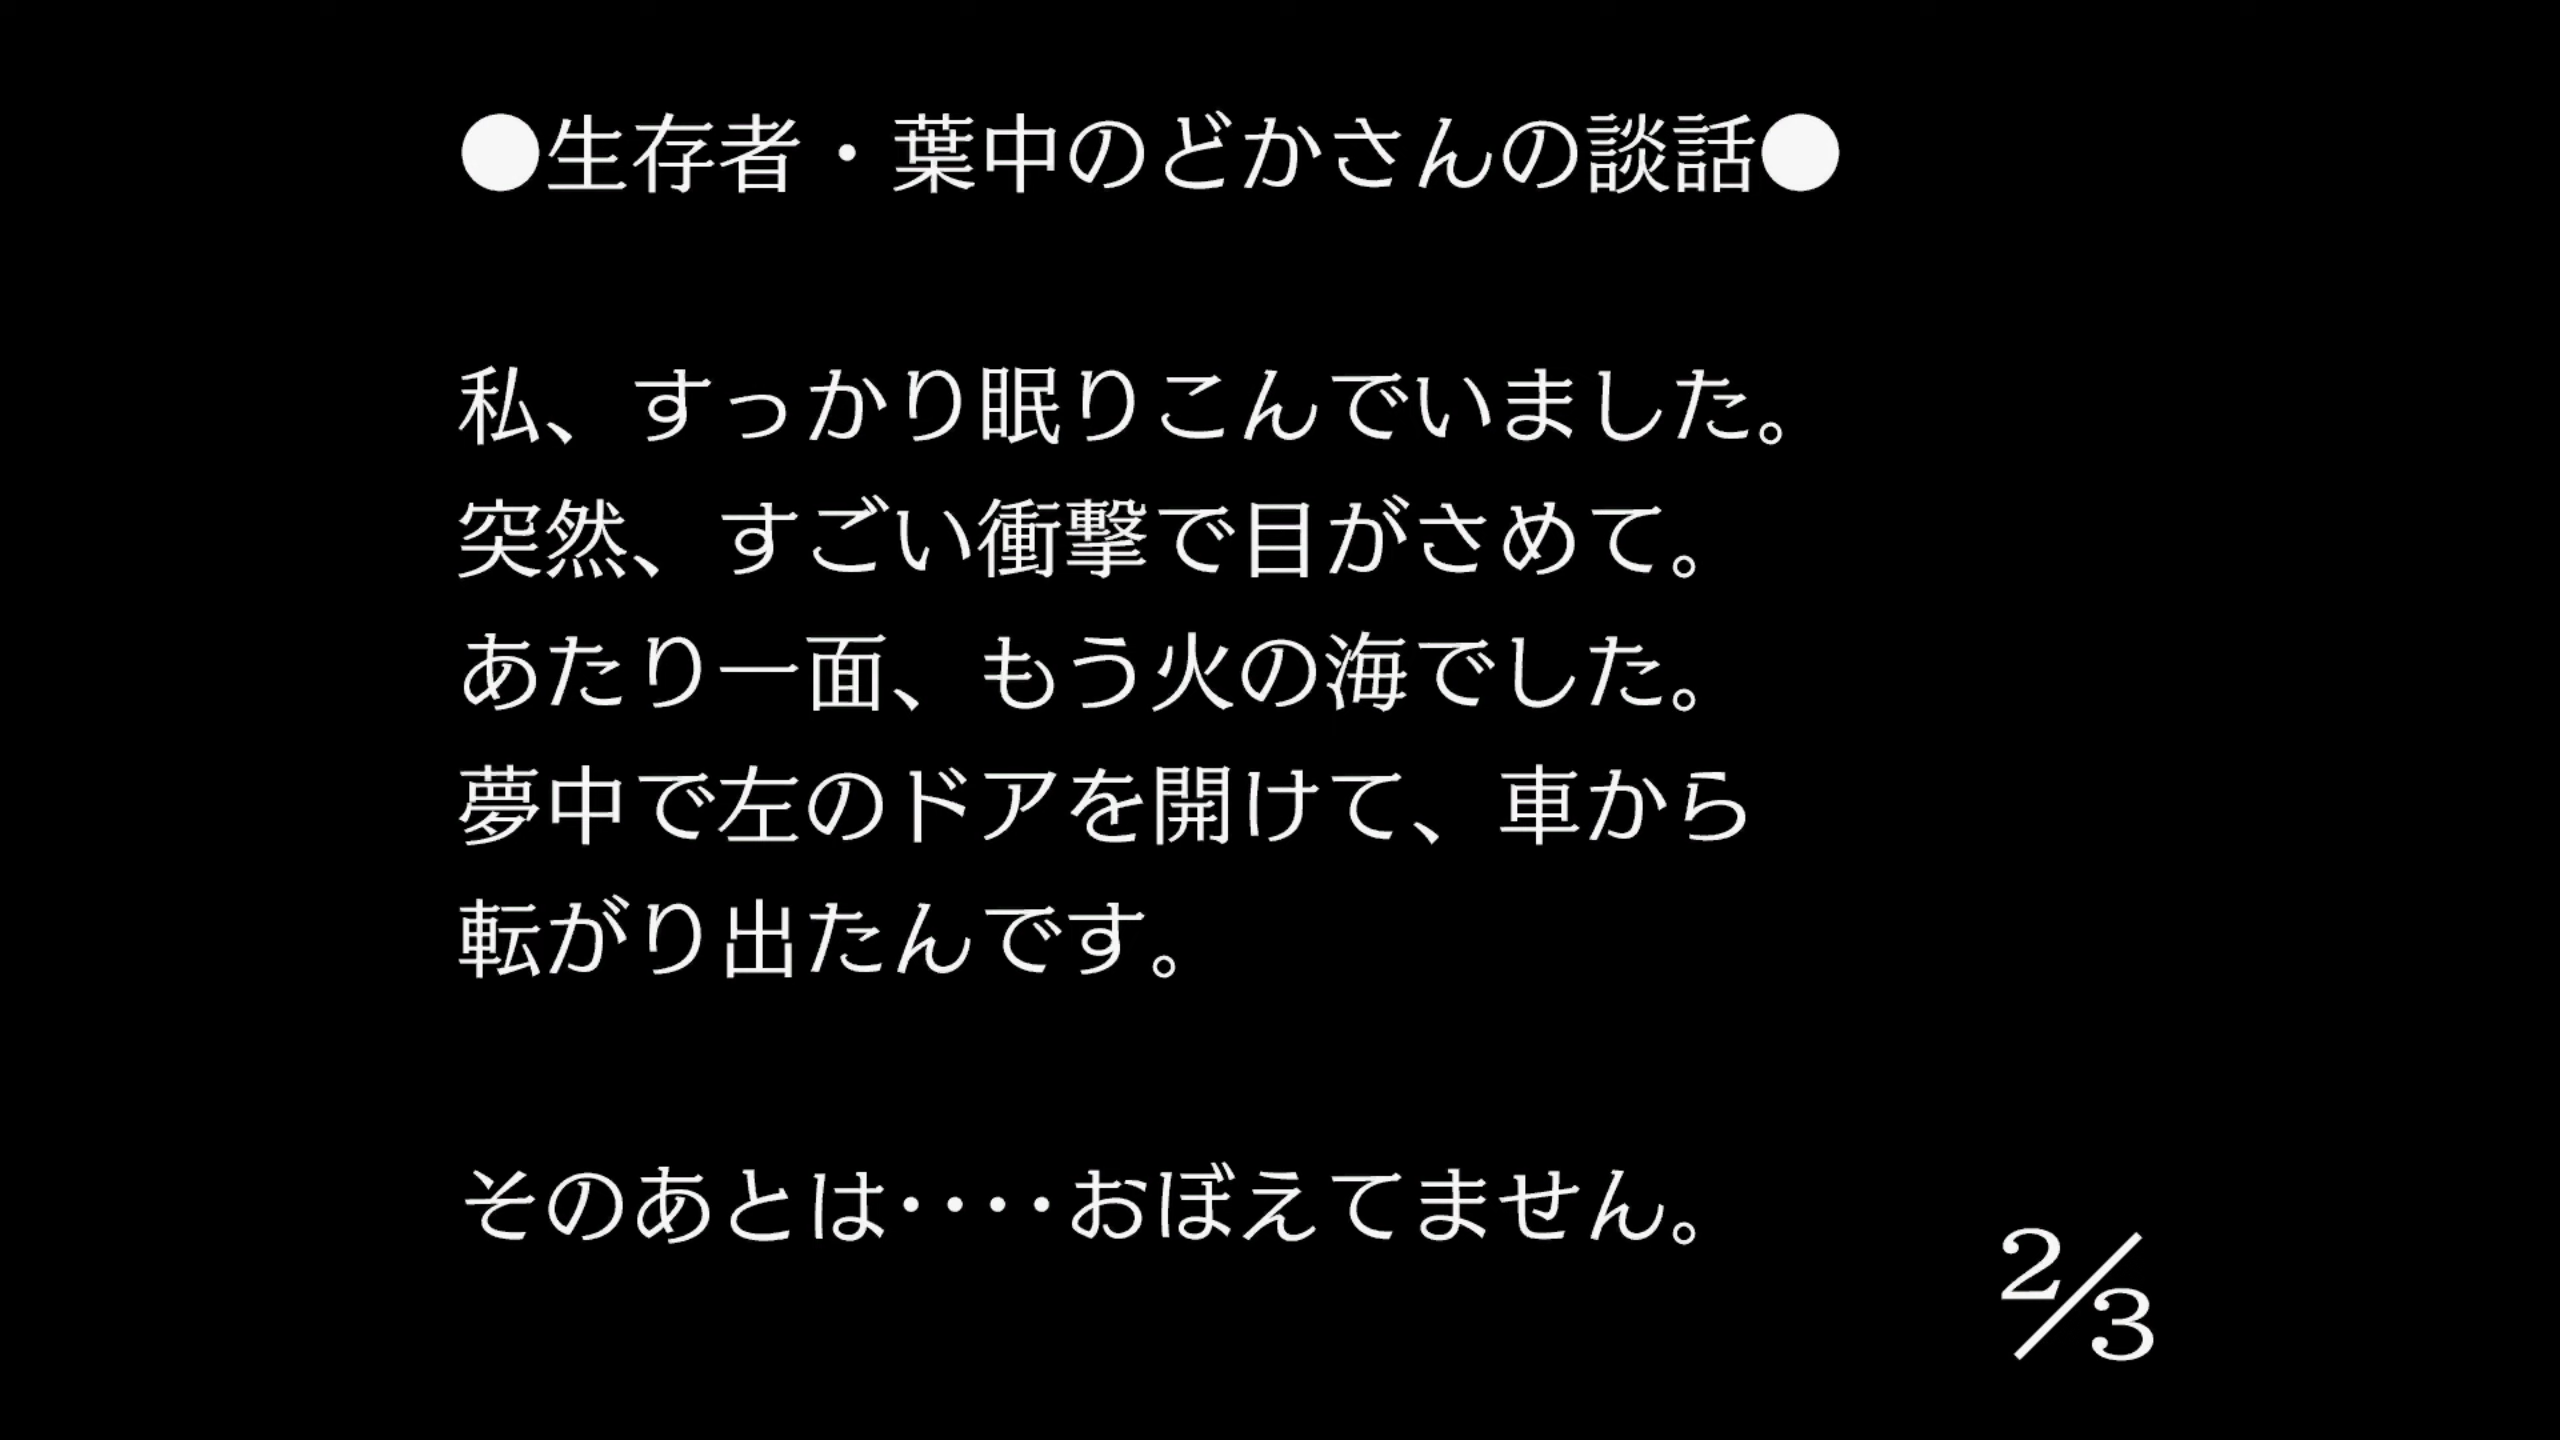 ●生存者・葉中のどかさんの談話●
私、すっかり眠りこんでいました。
突然、すごい衝撃で目がさめて。
あたり一面、もう火の海でした。
夢中で左のドアを開けて、車から
転がり出たんです。
そのあとは････おぼえてません。
2/3